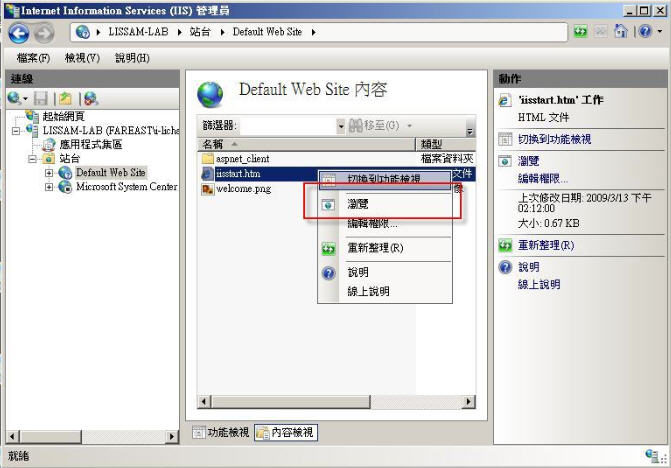 Internet Information Services (IIS) 管理員
LISSAM-LAB 站台 Default Web Site
檔案(F) 檢視(V) 說明(H)
連線
起始網頁
LISSAM-LAB (FAREAST\i-licha
應用程式集區
站台
Default Web Site
Microsoft System Center
Default Web Site 內容
篩選器: 移至(G)
名稱 類型
aspnet_client 檔案資料夾
iisstart.htm 文件
welcome.png 像
切換到功能檢視
瀏覽
編輯權限...
重新整理(R)
說明
線上說明
功能檢視 內容檢視
動作
'iisstart.htm' 工作
HTML 文件
切換到功能檢視
瀏覽
編輯權限...
上次修改日期: 2009/3/13 下午
02:12:00
大小: 0.67 KB
重新整理(R)
說明
線上說明
就緒